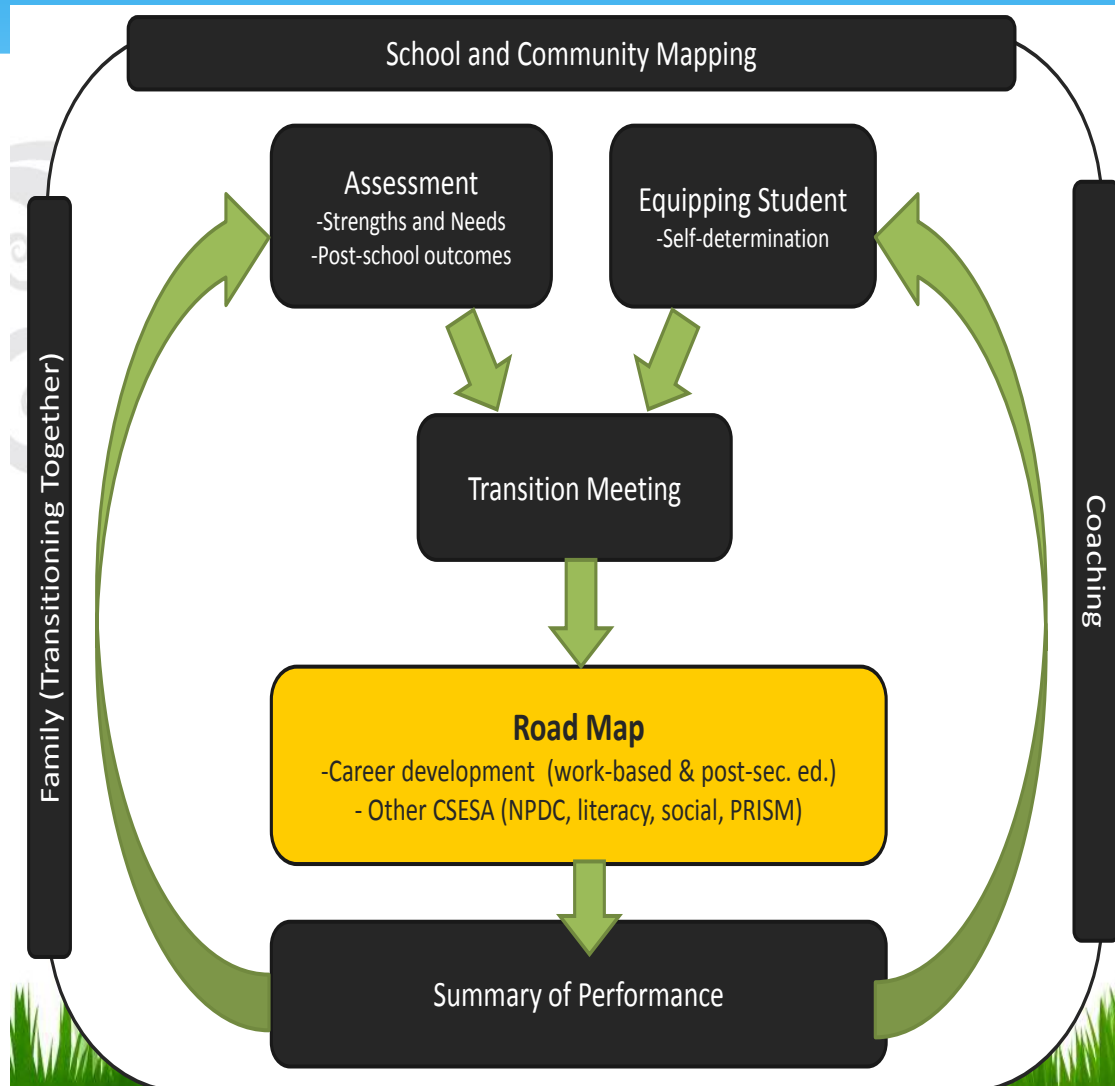 School and Community Mapping
Assessment
-Strengths and Needs
-Post-school outcomes
Equipping Student
-Self-determination
Family (Transitioning Together)
Coaching
Transition Meeting
Road Map
-Career development  (work-based & post-sec. ed.)
- Other CSESA (NPDC, literacy, social, PRISM)
Summary of Performance